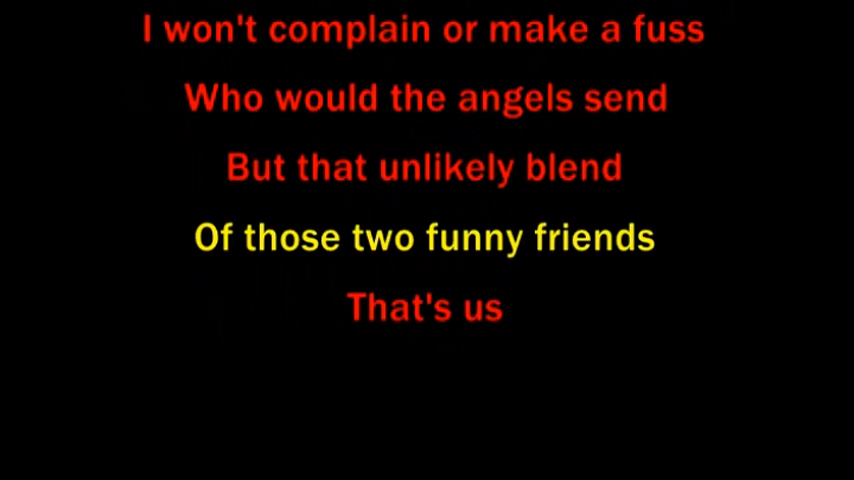 I won't complain or make a fuss
Who would the angels send
But that unlikely blend
Of those two funny friends
That's us